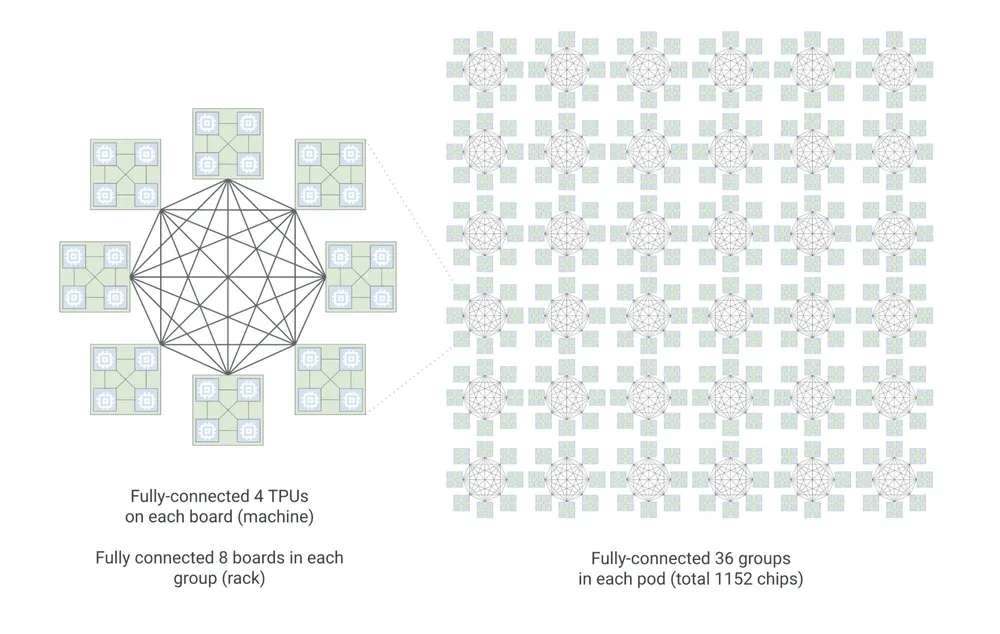 Fully-connected 4 TPUs
on each board (machine)
Fully connected 8 boards in each
group (rack)
Fully-connected 36 groups
in each pod (total 1152 chips)